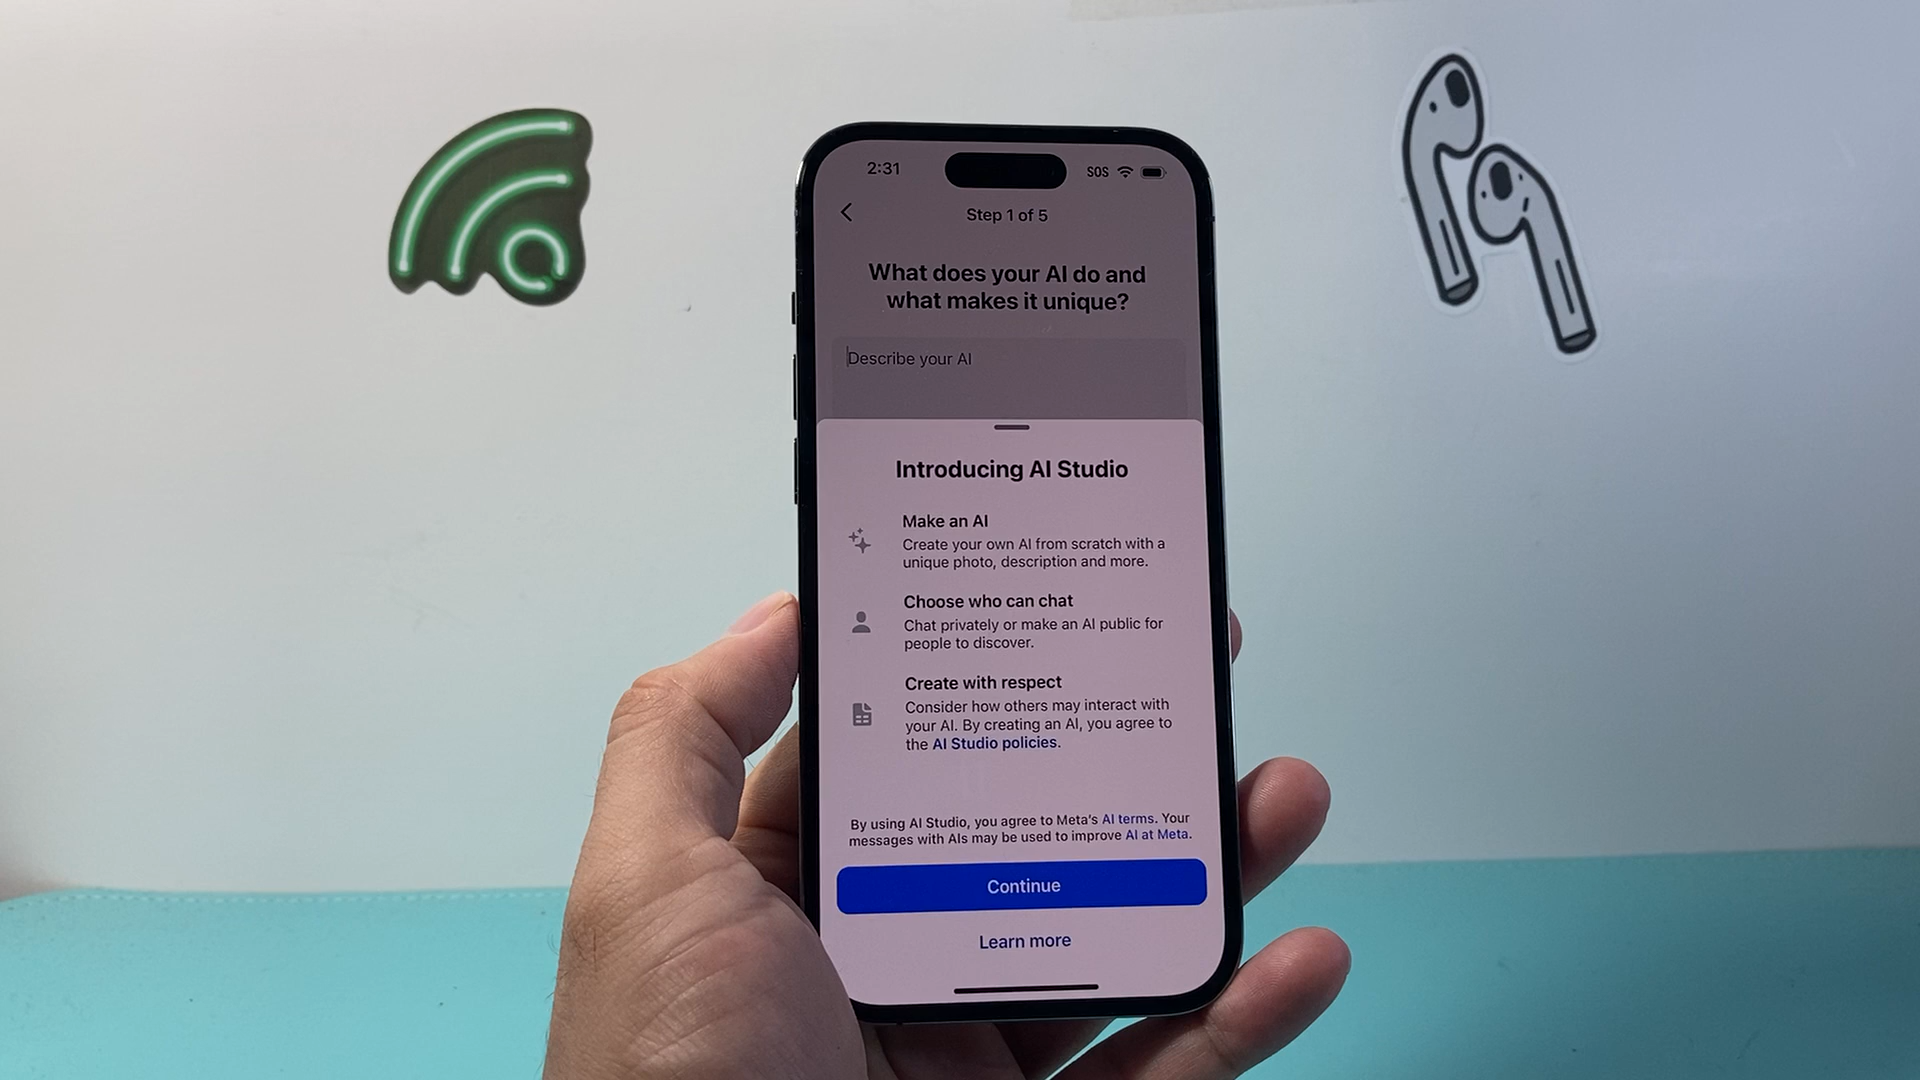 2:31
SOS
Step 1 of 5
What does your AI do and
what makes it unique?
Describe your AI
Introducing AI Studio
Make an AI
Create your own AI from scratch with a
unique photo, description and more.
Choose who can chat
Chat privately or make an AI public for
people to discover.
Create with respect
Consider how others may interact with
your AI. By creating an AI, you agree to
the AI Studio policies.
By using AI Studio, you agree to Meta's AI terms. Your
messages with AIs may be used to improve AI at Meta.
Continue
Learn more